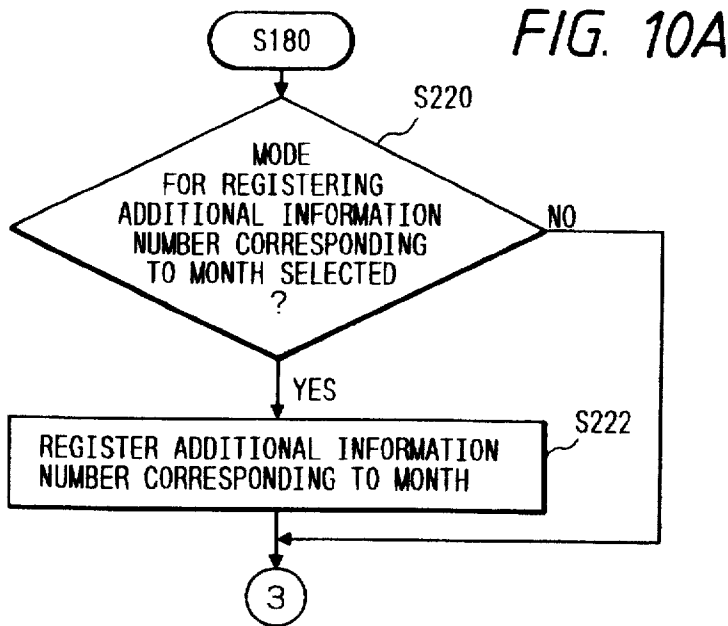 FIG. 10A
S180
S220
MODE
FOR REGISTERING
ADDITIONAL INFORMATION
NUMBER CORRESPONDING
TO MONTH SELECTED
?
NO
YES
S222
REGISTER ADDITIONAL INFORMATION
NUMBER CORRESPONDING TO MONTH
3